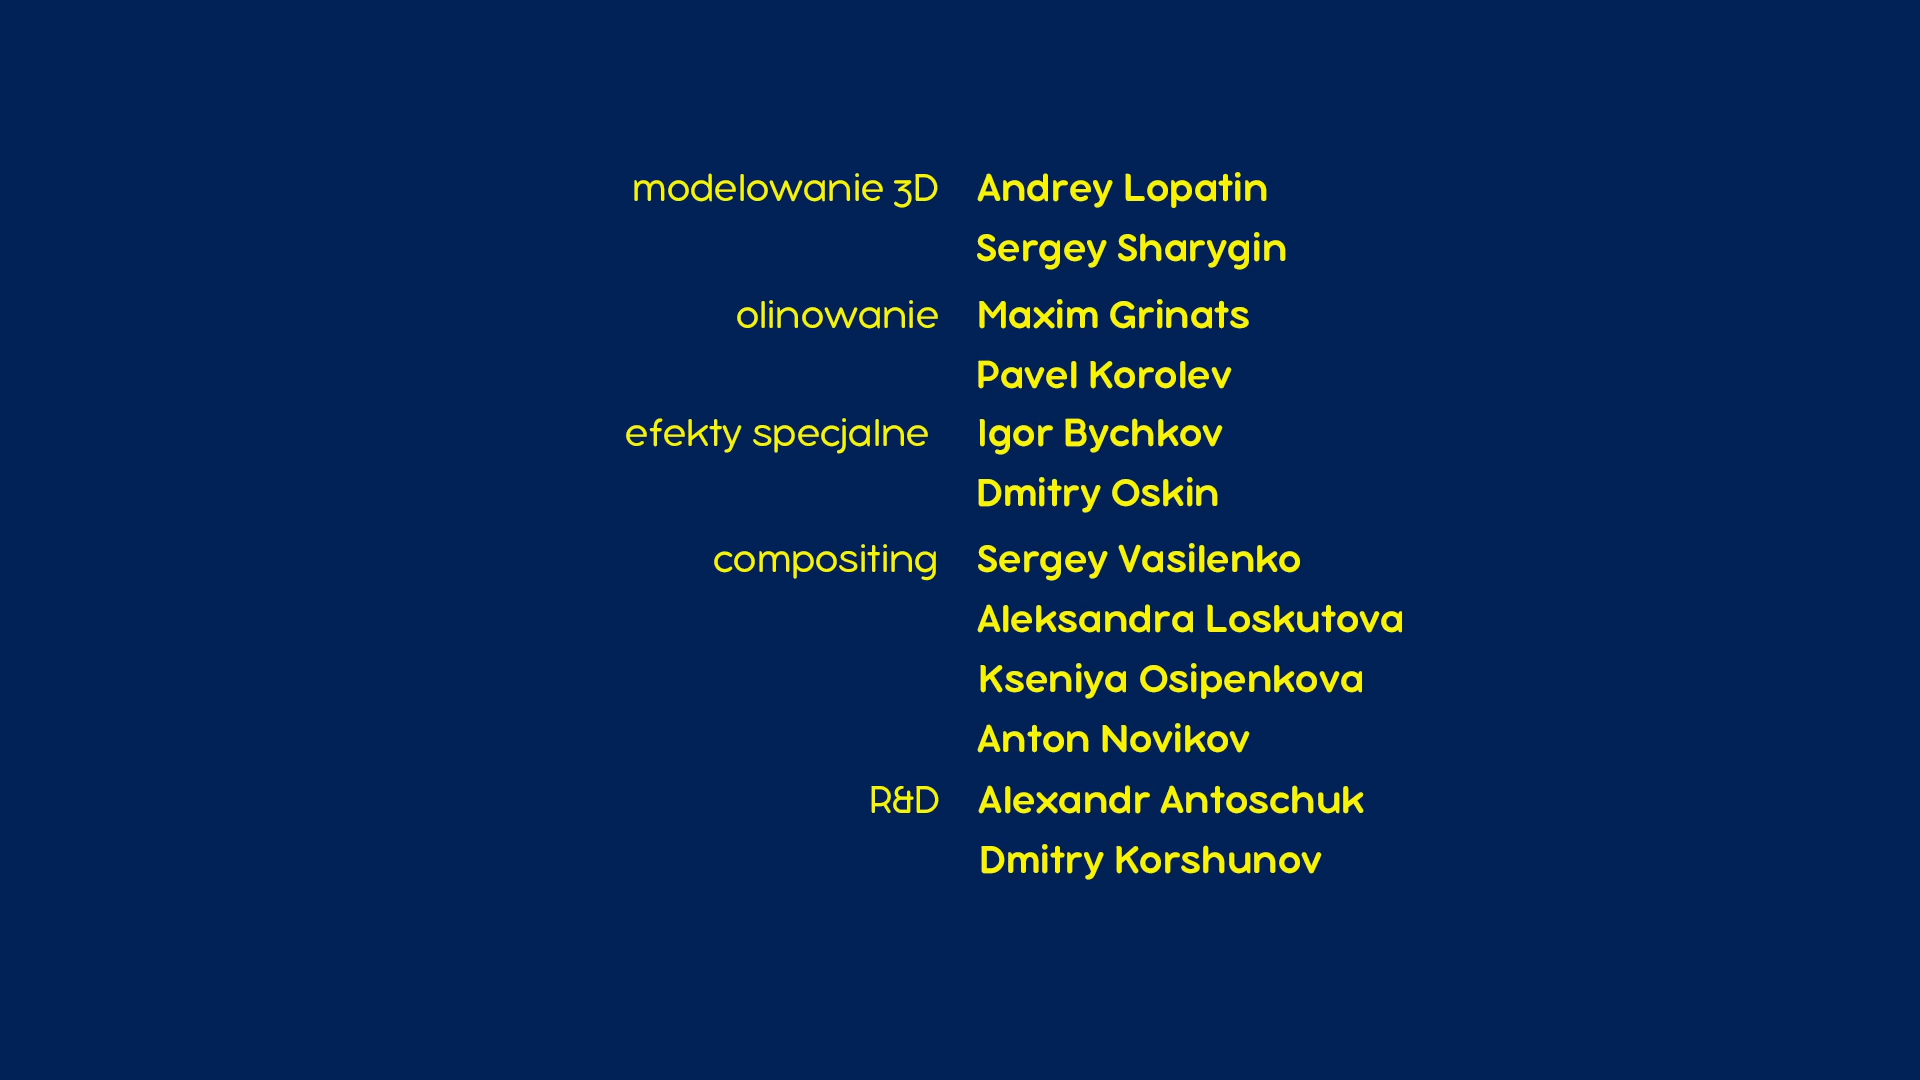 modelowanie 3D Andrey Lopatin
Sergey Sharygin
olinowanie Maxim Grinats
Pavel Korolev
efekty specjalne Igor Bychkov
Dmitry Oskin
compositing Sergey Vasilenko
Aleksandra Loskutova
Kseniya Osipenkova
Anton Novikov
R&D Alexandr Antoschuk
Dmitry Korshunov